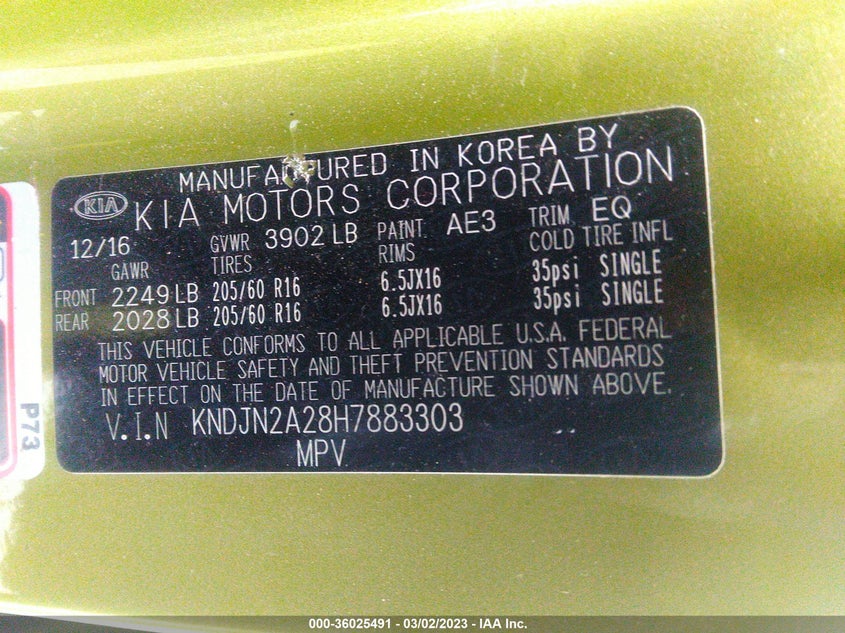 MANUFACTURED IN KOREA BY
KIA KIA MOTORS CORPORATION
12/16 GVWR 3902 LB PAINT AE3 TRIM EQ
GAWR TIRES RIMS COLD TIRE INFL
FRONT 2249 LB 205/60 R16 6.5JX16 35psi SINGLE
REAR 2028 LB 205/60 R16 6.5JX16 35psi SINGLE
THIS VEHICLE CONFORMS TO ALL APPLICABLE U.S.A. FEDERAL
MOTOR VEHICLE SAFETY AND THEFT PREVENTION STANDARDS
IN EFFECT ON THE DATE OF MANUFACTURE SHOWN ABOVE.
V.I.N KNDJN2A28H7883303
MPV
P73
000-36025491 - 03/02/2023 - IAA Inc.